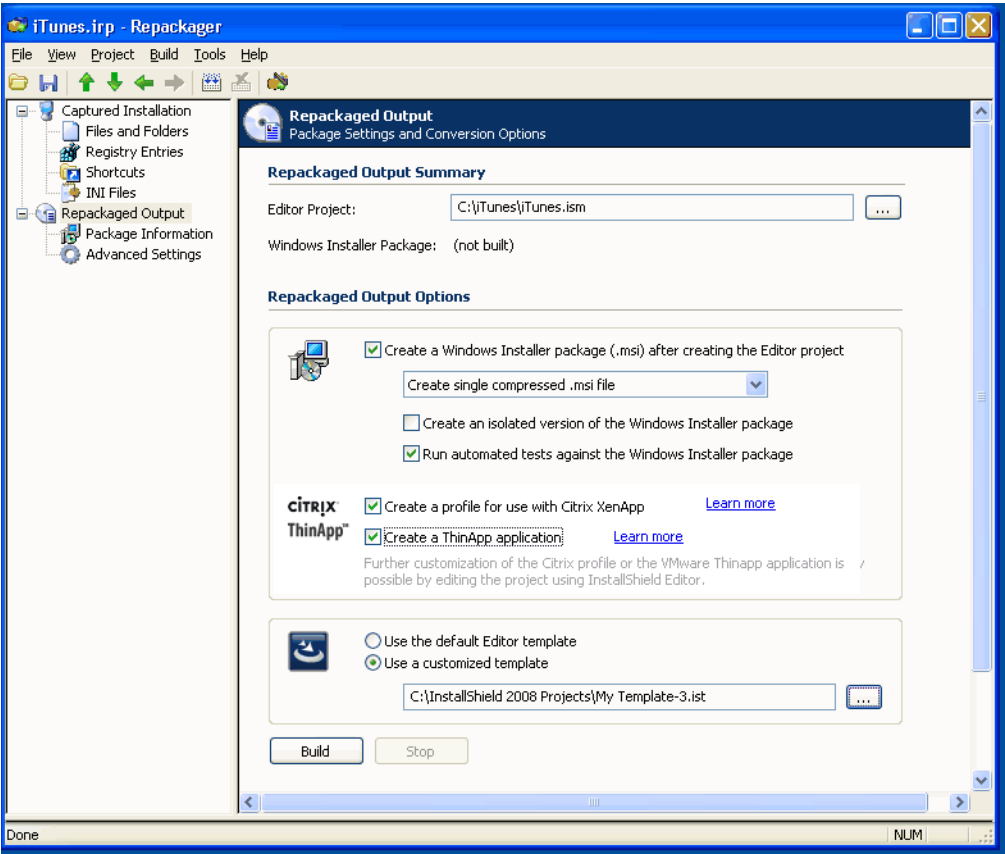 iTunes.irp - Repackager
File View Project Build Tools Help
Captured Installation
Files and Folders
Registry Entries
Shortcuts
INI Files
Repackaged Output
Package Information
Advanced Settings
Repackaged Output
Package Settings and Conversion Options
Repackaged Output Summary
Editor Project: C:\iTunes\iTunes.ism ...
Windows Installer Package: (not built)
Repackaged Output Options
Create a Windows Installer package (.msi) after creating the Editor project
Create single compressed .msi file
Create an isolated version of the Windows Installer package
Run automated tests against the Windows Installer package
CITRIX Create a profile for use with Citrix XenApp Learn more
ThinApp™ Create a ThinApp application Learn more
Further customization of the Citrix profile or the VMware Thinapp application is
possible by editing the project using InstallShield Editor.
Use the default Editor template
Use a customized template
C:\InstallShield 2008 Projects\My Template-3.ist ...
Build Stop
Done NUM